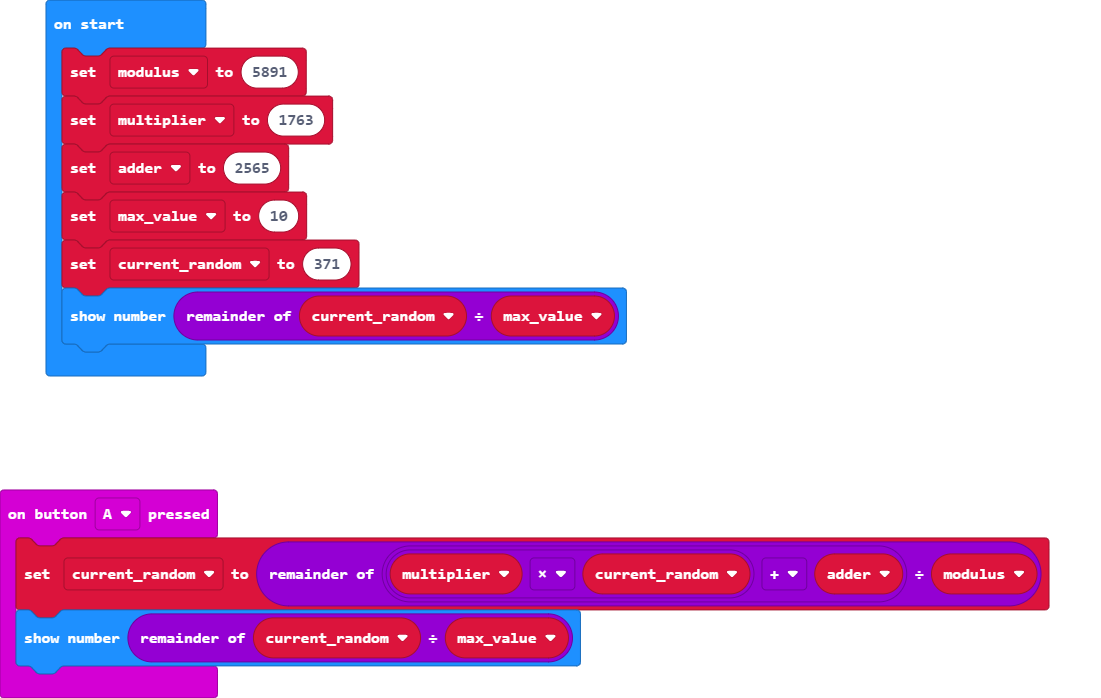 on start
set modulus to 5891
set multiplier to 1763
set adder to 2565
set max_value to 10
set current_random to 371
show number remainder of current_random ÷ max_value
on button A pressed
set current_random to remainder of multiplier × current_random + adder ÷ modulus
show number remainder of current_random ÷ max_value